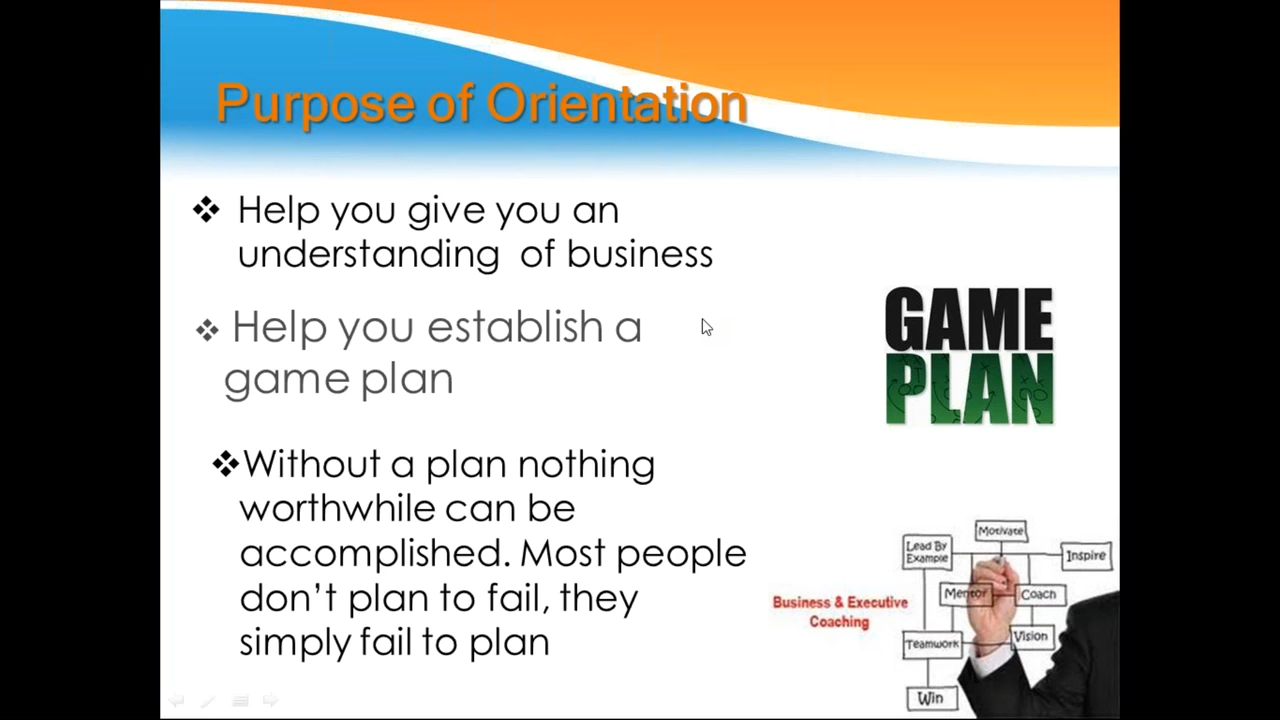 Purpose of Orientation
❖ Help you give you an
understanding of business
❖ Help you establish a
game plan
❖Without a plan nothing
worthwhile can be
accomplished. Most people
don't plan to fail, they
simply fail to plan
GAME
PLAN
Business & Executive
Coaching
Motivate
Lead By
Example
Inspire
Mentor
Coach
Teamwork
Vision
Win